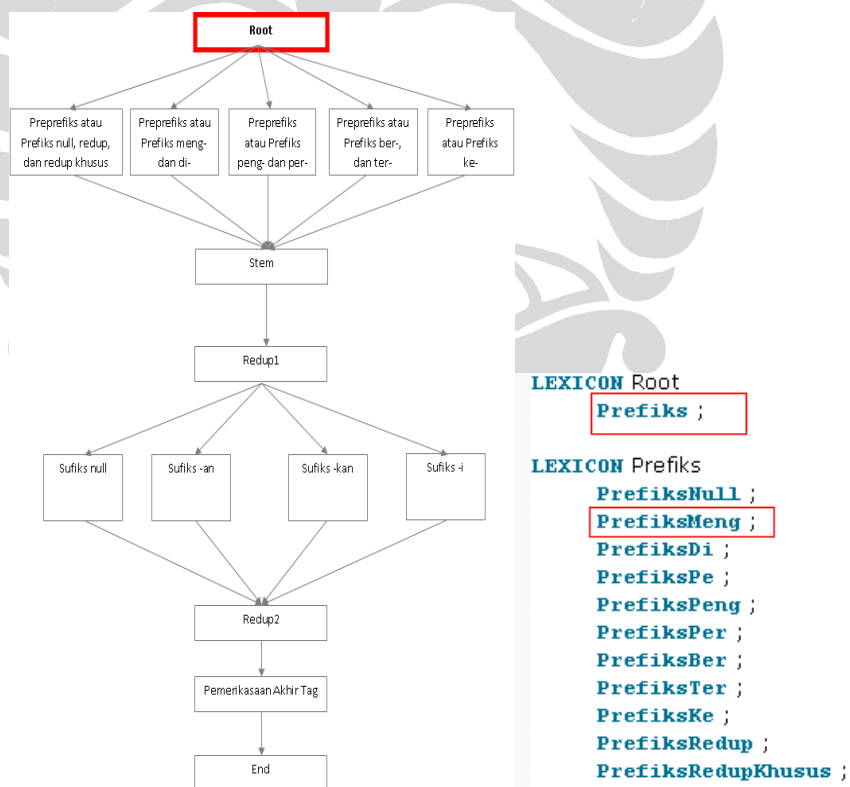 Root
Preprefiks atau
Prefiks null, redup,
dan redup khusus
Preprefiks atau
Prefiks meng-
dan di-
Preprefiks
atau Prefiks
peng- dan per-
Preprefiks atau
Prefiks ber-,
dan ter-
Preprefiks
atau Prefiks
ke-
Stem
Redup1
Sufiks null
Sufiks -an
Sufiks -kan
Sufiks -i
Redup2
Pemerikasaan Akhir Tag
End
LEXICON Root
Prefiks ;
LEXICON Prefiks
PrefiksNull ;
PrefiksMeng ;
PrefiksDi ;
PrefiksPe ;
PrefiksPeng ;
PrefiksPer ;
PrefiksBer ;
PrefiksTer ;
PrefiksKe ;
PrefiksRedup ;
PrefiksRedupKhusus ;